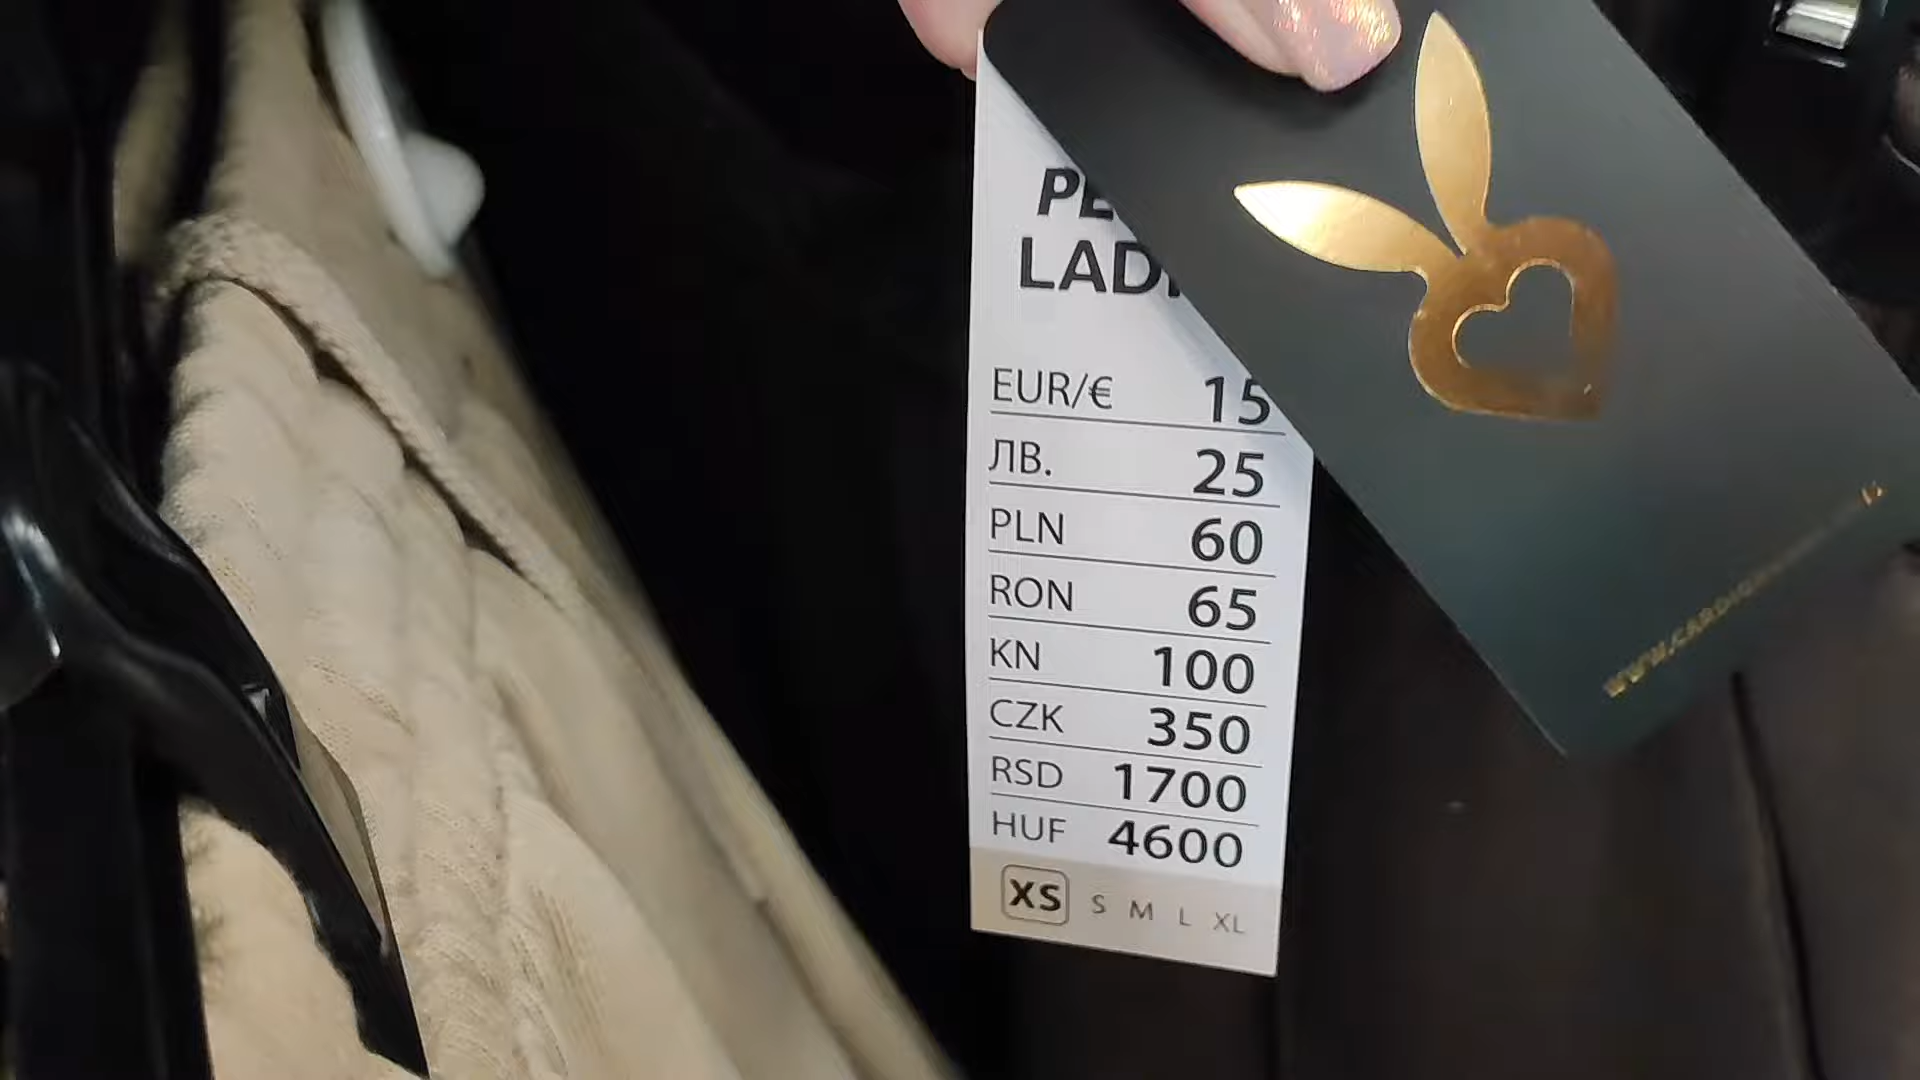 LAD
EUR/€ 15
ЛВ. 25
PLN 60
RON 65
KN 100
CZK 350
RSD 1700
HUF 4600
XS S M L XL